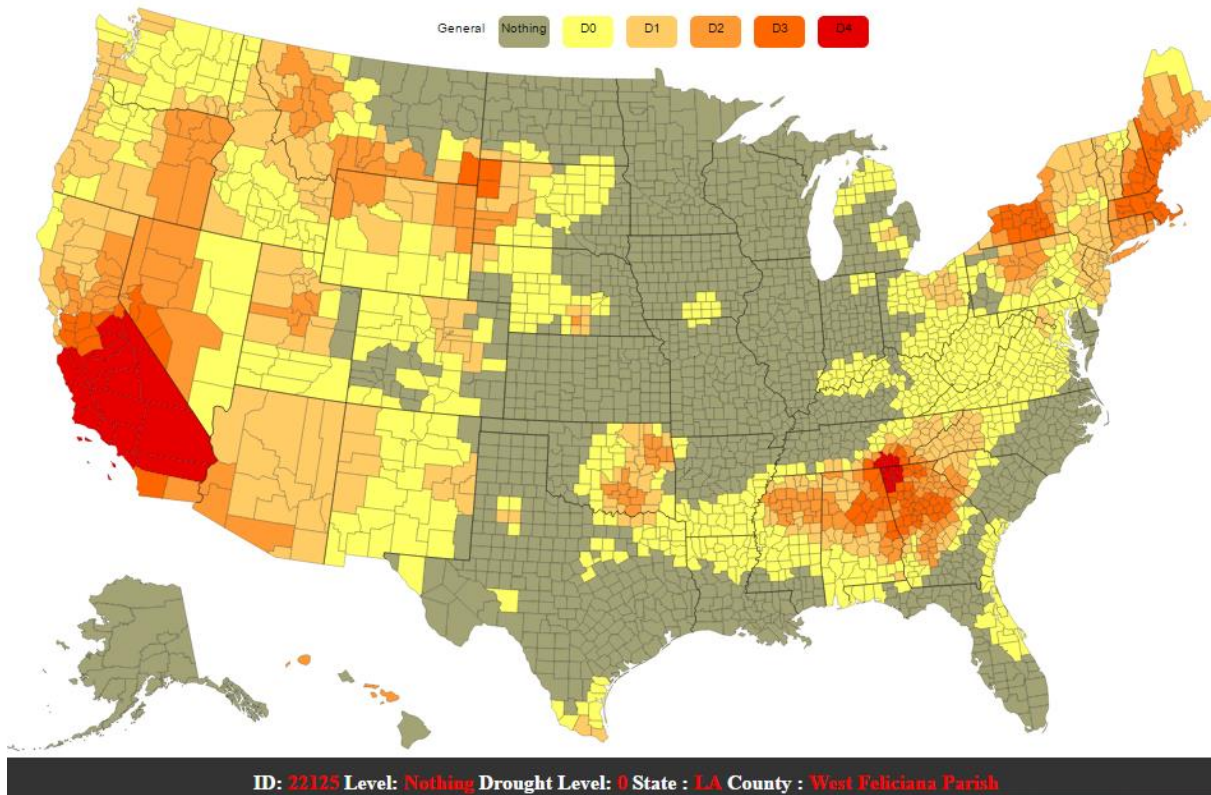 General Nothing D0 D1 D2 D3 D4
ID: 22125 Level: Nothing Drought Level: 0 State : LA County : West Feliciana Parish